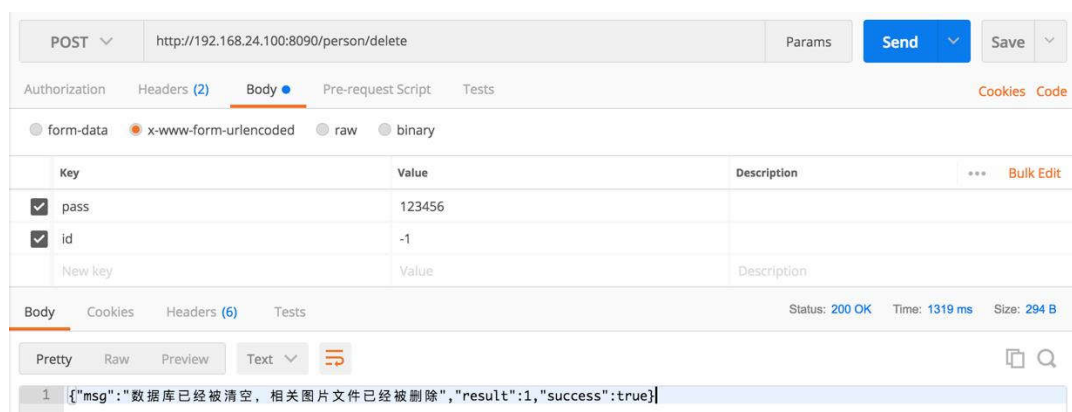 POST http://192.168.24.100:8090/person/delete Params Send Save
Authorization Headers (2) Body Pre-request Script Tests Cookies Code
form-data x-www-form-urlencoded raw binary
Key Value Description ••• Bulk Edit
pass 123456
id -1
New key Value Description
Body Cookies Headers (6) Tests Status: 200 OK Time: 1319 ms Size: 294 B
Pretty Raw Preview Text
1 {"msg":"数据库已经被清空, 相关图片文件已经被删除","result":1,"success":true}